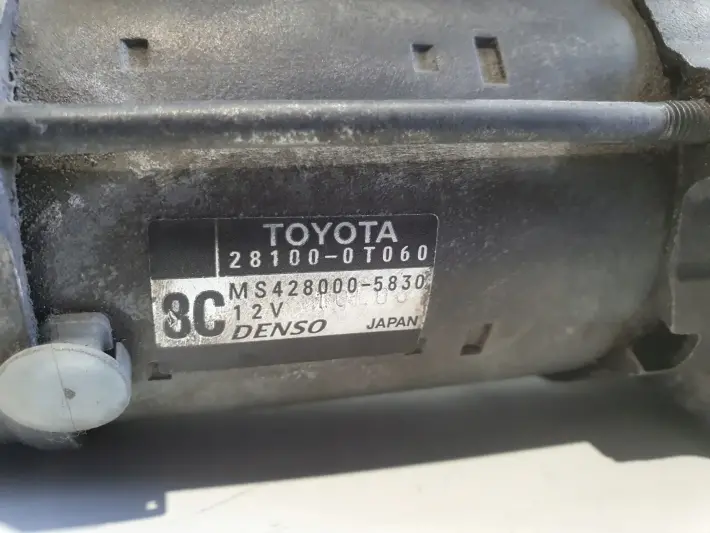 TOYOTA
28100-0T060
MS428000-5830
8C 12V
DENSO JAPAN